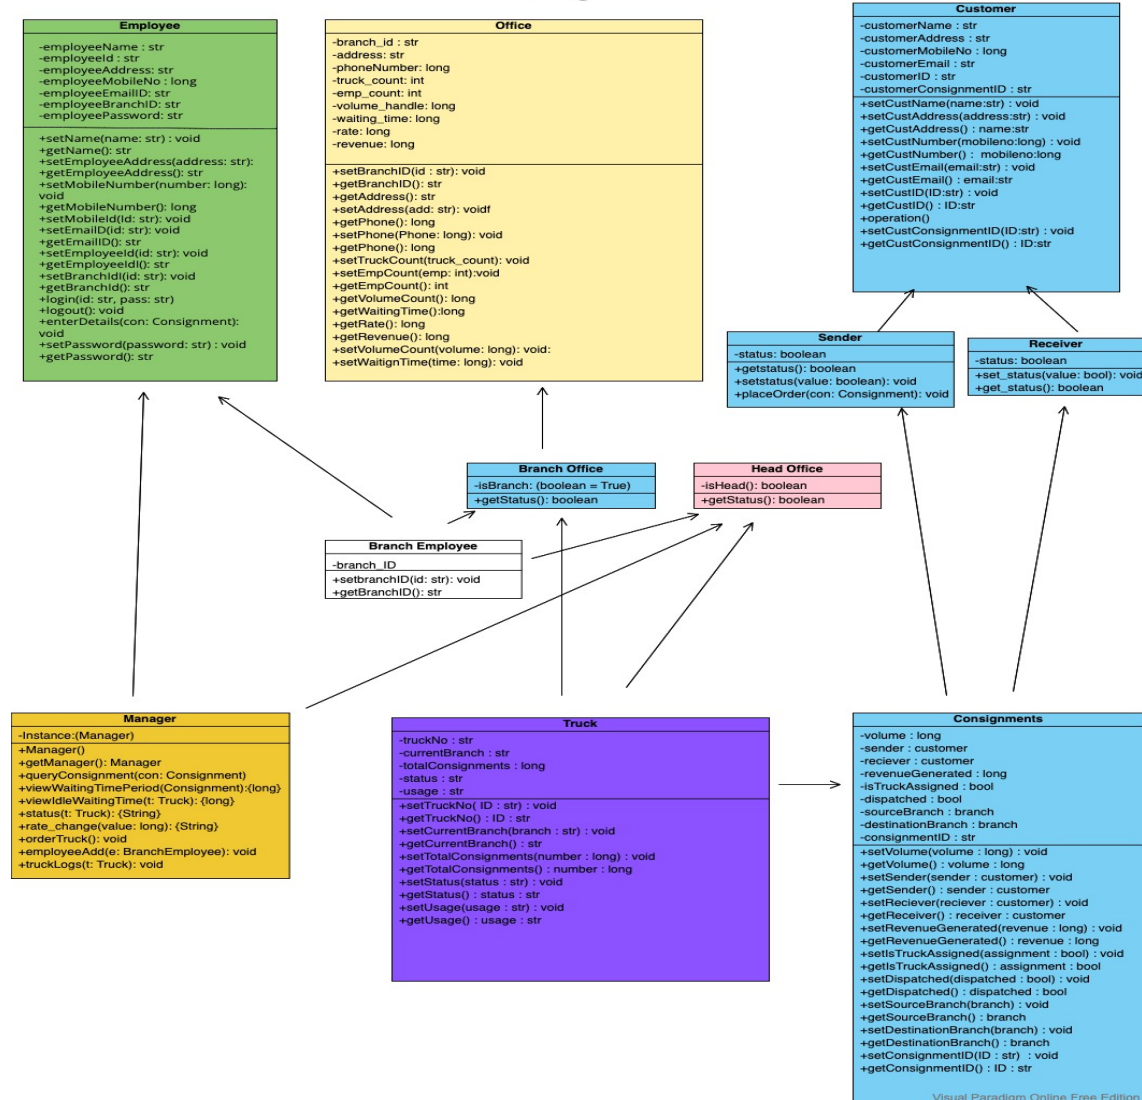 Employee
-employeeName : str
-employeeId : str
-employeeAddress: str
-employeeMobileNo : long
-employeeEmailID: str
-employeeBranchID: str
-employeePassword: str
+setName(name: str) : void
+getName(): str
+setEmployeeAddress(address: str):
+getEmployeeAddress(): str
+setMobileNumber(number: long):
void
+getMobileNumber(): long
+setMobileId(Id: str): void
+setEmailD(id: str): void
+getEmailID(): str
+setEmployeeId(id: str): void
+getEmployeeIdI(): str
+setBranchIdI(id: str): void
+getBranchId(): str
+login(id: str, pass: str)
+logout(): void
+enterDetails(con: Consignment):
void
+setPassword(password: str) : void
+getPassword(): str
Office
-branch_id : str
-address: str
-phoneNumber: long
-truck_count: int
-emp_count: int
-volume_handle: long
-waiting_time: long
-rate: long
-revenue: long
+setBranchID(id : str): void
+getBranchID(): str
+getAddress(): str
+setAddress(add: str): voidf
+getPhone(): long
+setPhone(Phone: long): void
+getPhone(): long
+setTruckCount(truck_count): void
+setEmpCount(emp: int):void
+getEmpCount(): int
+getVolumeCount(): long
+getWaitingTime():long
+getRate(): long
+getRevenue(): long
+setVolumeCount(volume: long): void:
+setWaitignTime(time: long): void
Customer
-customerName : str
-customerAddress : str
-customerMobileNo : long
-customerEmail : str
-customerID : str
-customerConsignmentID : str
+setCustName(name:str) : void
+setCustAddress(address:str) : void
+getCustAddress() : name:str
+setCustNumber(mobileno:long) : void
+getCustNumber() :  mobileno:long
+setCustEmail(email:str) : void
+getCustEmail() : email:str
+setCustID(ID:str) : void
+getCustID() : ID:str
+operation()
+setCustConsignmentID(ID:str) : void
+getCustConsignmentID() : ID:str
Sender
-status: boolean
+getstatus(): boolean
+setstatus(value: boolean): void
+placeOrder(con: Consignment): void
Receiver
-status: boolean
+set_status(value: bool): void
+get_status(): boolean
Branch Office
-isBranch: (boolean = True)
+getStatus(): boolean
Head Office
-isHead(): boolean
+getStatus(): boolean
Branch Employee
-branch_ID
+setbranchID(id: str): void
+getBranchID(): str
Manager
-Instance:(Manager)
+Manager()
+getManager(): Manager
+queryConsignment(con: Consignment)
+viewWaitingTimePeriod(Consignment):{long}
+viewIdleWaitingTime(t: Truck): {long}
+status(t: Truck): {String}
+rate_change(value: long): {String}
+orderTruck(): void
+employeeAdd(e: BranchEmployee): void
+truckLogs(t: Truck): void
Truck
-truckNo : str
-currentBranch : str
-totalConsignments : long
-status : str
-usage : str
+setTruckNo( ID : str) : void
+getTruckNo() : ID : str
+setCurrentBranch(branch : str) : void
+getCurrentBranch() : str
+setTotalConsignments(number : long) : void
+getTotalConsignments() : number : long
+setStatus(status : str) : void
+getStatus() : status : str
+setUsage(usage : str) : void
+getUsage() : usage : str
Consignments
-volume : long
-sender : customer
-reciever : customer
-revenueGenerated : long
-isTruckAssigned : bool
-dispatched : bool
-sourceBranch : branch
-destinationBranch : branch
-consignmentID : str
+setVolume(volume : long) : void
+getVolume() : volume : long
+setSender(sender : customer) : void
+getSender() : sender : customer
+setReciever(reciever : customer) : void
+getReceiver() : receiver : customer
+setRevenueGenerated(revenue : long) : void
+getRevenueGenerated() : revenue : long
+setIsTruckAssigned(assignment : bool) : void
+getIsTruckAssigned() : assignment : bool
+setDispatched(dispatched : bool) : void
+getDispatched() : dispatched : bool
+setSourceBranch(branch) : void
+getSourceBranch() : branch
+setDestinationBranch(branch) : void
+getDestinationBranch() : branch
+setConsignmentID(ID : str)  : void
+getConsignmentID() : ID : str
Visual Paradigm Online Free Edition